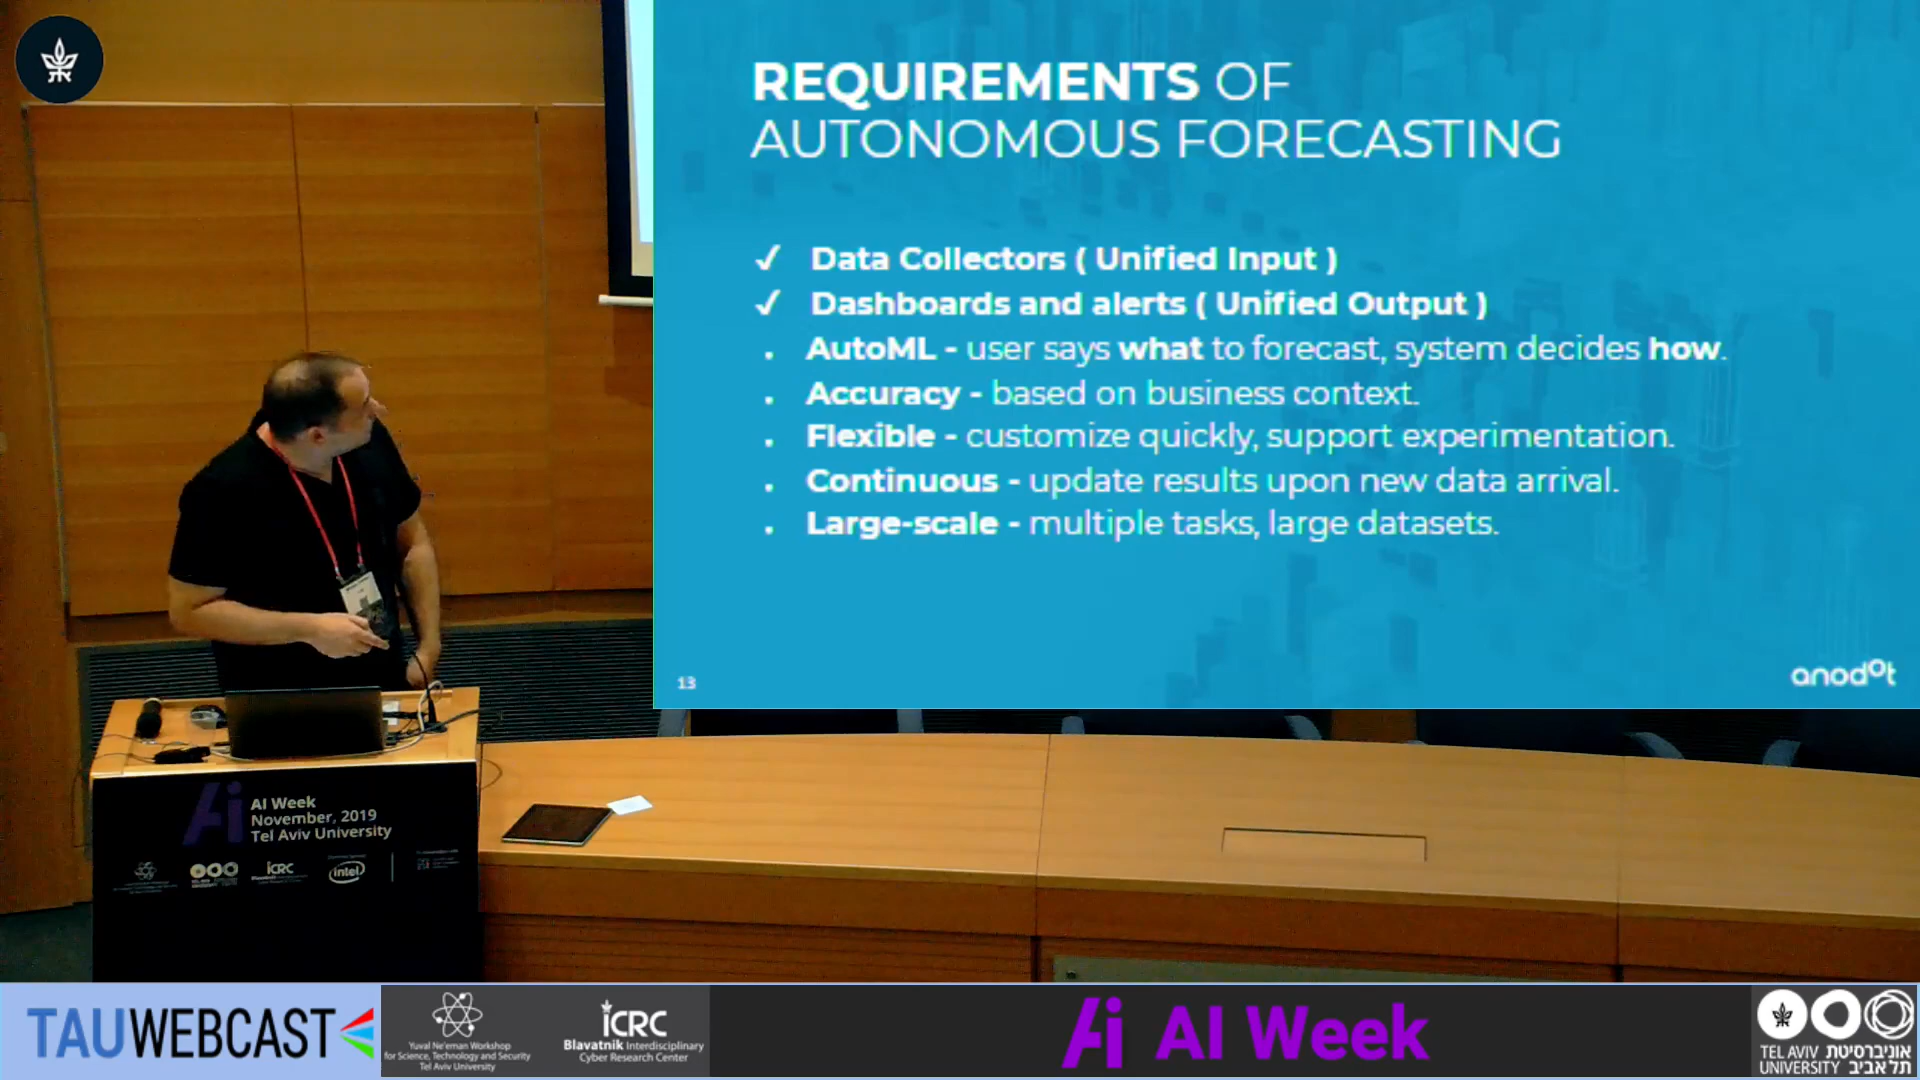 REQUIREMENTS OF
AUTONOMOUS FORECASTING
✓ Data Collectors ( Unified Input )
✓ Dashboards and alerts ( Unified Output )
. AutoML - user says what to forecast, system decides how.
. Accuracy - based on business context.
. Flexible - customize quickly, support experimentation.
. Continuous - update results upon new data arrival.
. Large-scale - multiple tasks, large datasets.
13
anodot
Ai
AI Week
November, 2019
Tel Aviv University
ICRC
intel
TAUWEBCAST
Yuval Ne'eman Workshop
for Science, Technology and Security
Tel Aviv University
ICRC
Blavatnik Interdisciplinary
Cyber Research Center
Ai AI Week
TEL AVIV אוניברסיטת
UNIVERSITY תל אביב